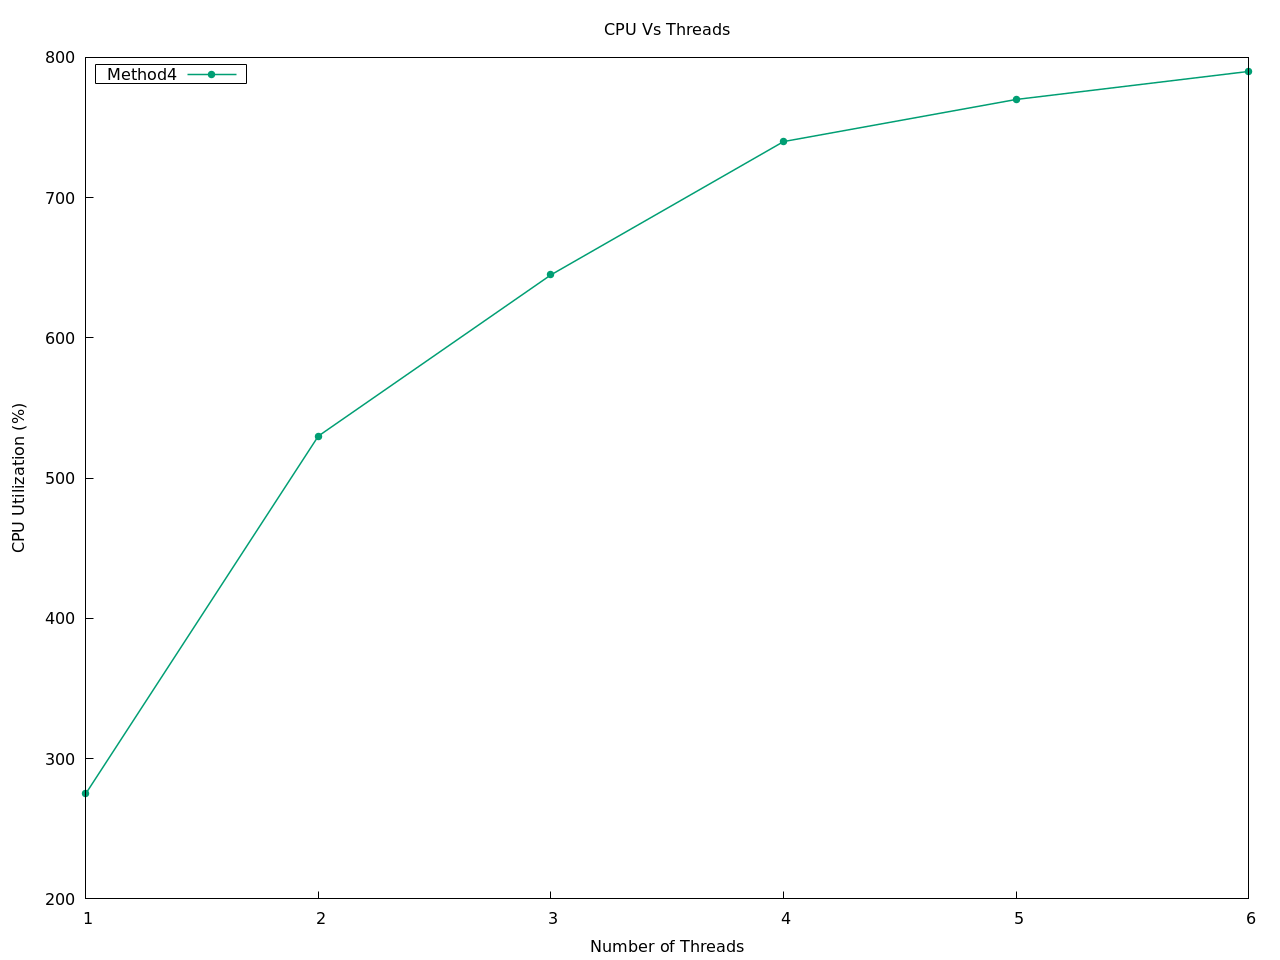 CPU Vs Threads
Method4
800
700
600
500
400
300
200
CPU Utilization (%)
1 2 3 4 5 6
Number of Threads